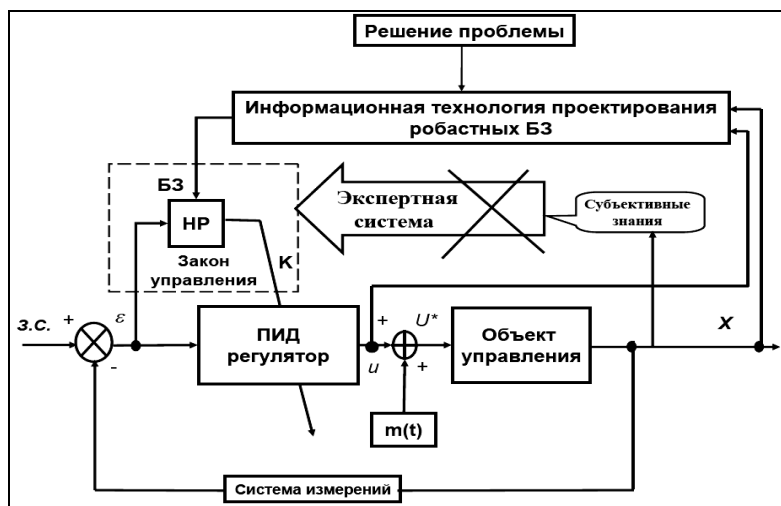 Решение проблемы
Информационная технология проектирования
робастных БЗ
БЗ
НР
Закон
управления
K
Экспертная
система
Субъективные
знания
З.С.
+
ε
-
ПИД
регулятор
+
u
U*
+
Объект
управления
X
m(t)
Система измерений